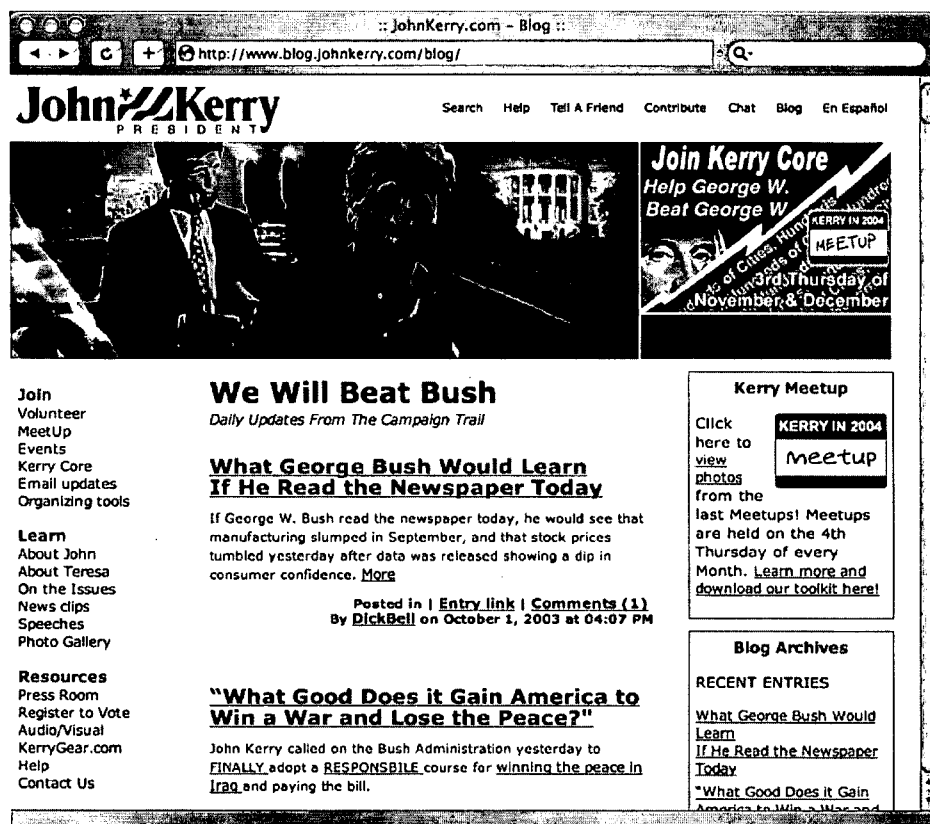 :: JohnKerry.com – Blog ::
http://www.blog.johnkerry.com/blog/
John Kerry
PRESIDENT
Search Help Tell A Friend Contribute Chat Blog En Español
Join Kerry Core
Help George W.
Beat George W
KERRY IN 2004
MEETUP
3rd Thursday of
November & December
Join
Volunteer
MeetUp
Events
Kerry Core
Email updates
Organizing tools
Learn
About John
About Teresa
On the Issues
News clips
Speeches
Photo Gallery
Resources
Press Room
Register to Vote
Audio/Visual
KerryGear.com
Help
Contact Us
We Will Beat Bush
Daily Updates From The Campaign Trail
What George Bush Would Learn
If He Read the Newspaper Today
If George W. Bush read the newspaper today, he would see that
manufacturing slumped in September, and that stock prices
tumbled yesterday after data was released showing a dip in
consumer confidence. More
Posted in | Entry link | Comments (1)
By DickBell on October 1, 2003 at 04:07 PM
"What Good Does it Gain America to
Win a War and Lose the Peace?"
John Kerry called on the Bush Administration yesterday to
FINALLY adopt a RESPONSBILE course for winning the peace in
Iraq and paying the bill.
Kerry Meetup
Click
here to
view
photos
from the
KERRY IN 2004
meetup
last Meetups! Meetups
are held on the 4th
Thursday of every
Month. Learn more and
download our toolkit here!
Blog Archives
RECENT ENTRIES
What George Bush Would
Learn
If He Read the Newspaper
Today
"What Good Does it Gain
America to Win a War and